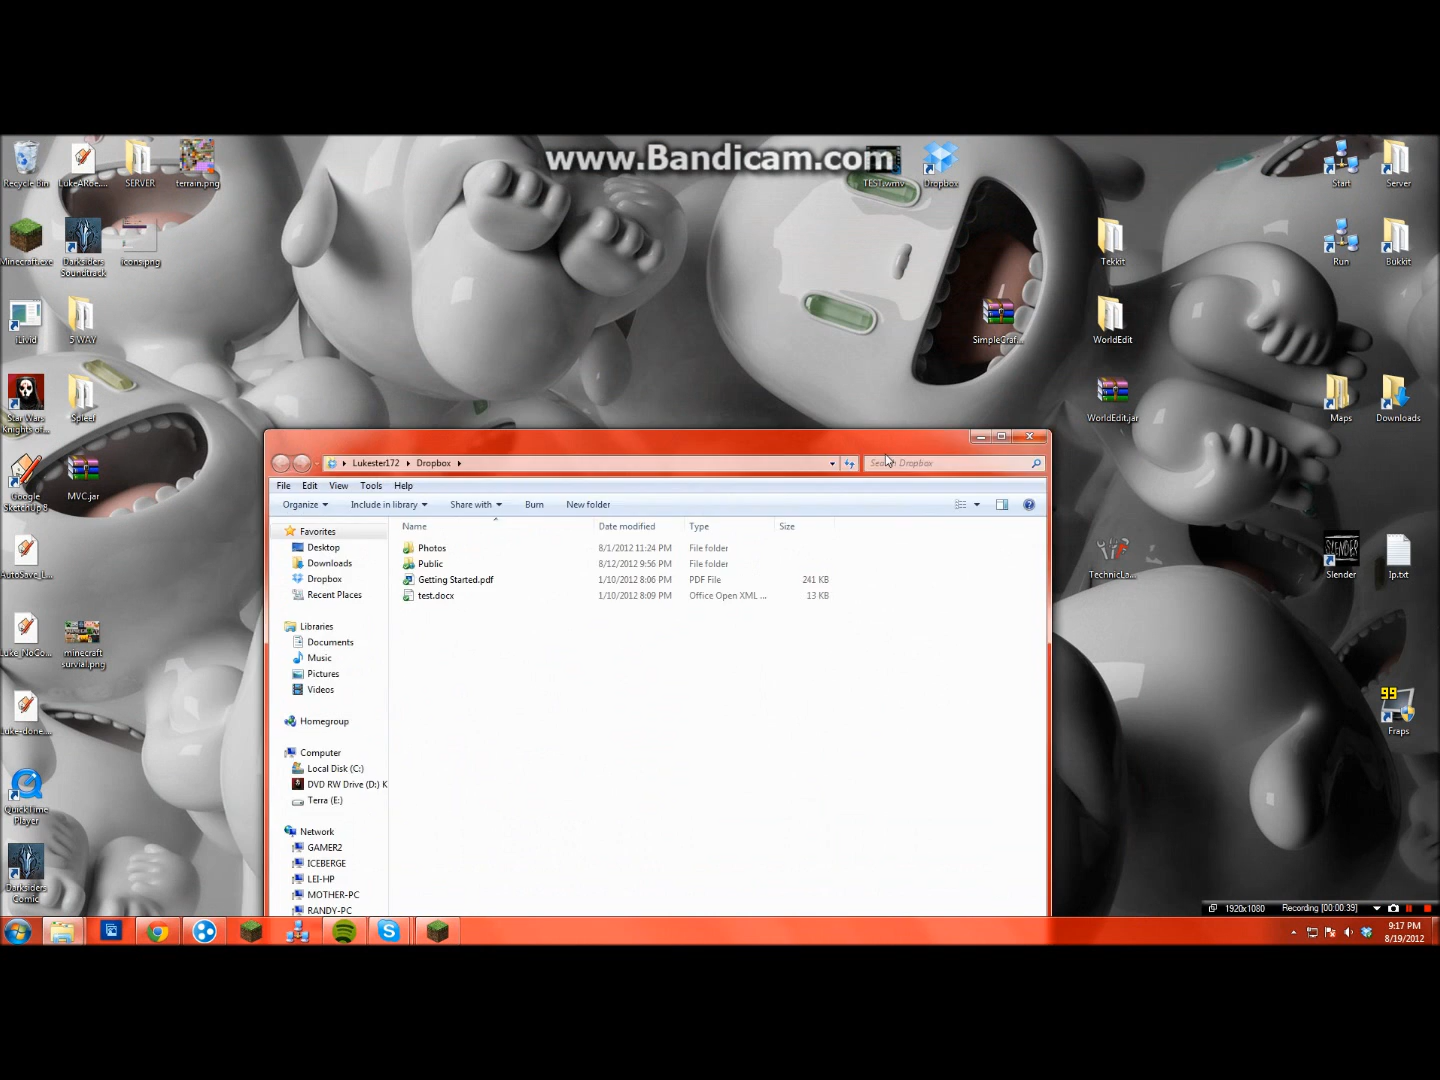 www.Bandicam.com
Recycle Bin
LukeARoe....
SERVER
terrain.png
TEST.wmv
Dropbox
Start
Server
Minecraft.exe
Darksiders
Soundtrack
icons.png
Tekkit
Run
Bukkit
iLivid
5 WAY
SimpleCraf...
WorldEdit
Star Wars
Knights of...
Spleef
WorldEdit.jar
Maps
Downloads
Google
SketchUp 8
MVC.jar
Lukester172
Dropbox
Search Dropbox
File Edit View Tools Help
Organize Include in library Share with Burn New folder
Name Date modified Type Size
Favorites
Desktop
Downloads
Dropbox
Recent Places
Libraries
Documents
Music
Pictures
Videos
Homegroup
Computer
Local Disk (C:)
DVD RW Drive (D:) K
Terra (E:)
Network
GAMER2
ICEBERGE
LEI-HP
MOTHER-PC
RANDY-PC
Photos 8/1/2012 11:24 PM File folder
Public 8/12/2012 9:56 PM File folder
Getting Started.pdf 1/10/2012 8:06 PM PDF File 241 KB
test.docx 1/10/2012 8:09 PM Office Open XML ... 13 KB
AutoSave_L...
TechnicLa...
SLENDER
Slender
Ip.txt
Luke_NoCo...
minecraft
survial.png
Luke-done....
99
Fraps
QuickTime
Player
Darksiders
Comic
1920x1080 Recording [00:00:39]
9:17 PM
8/19/2012